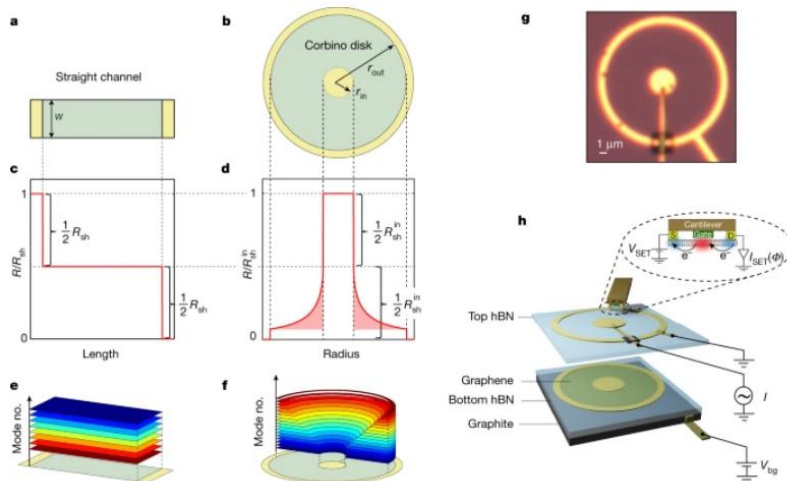 a
Straight channel
w
b
Corbino disk
r_out
r_in
c
1
1/2 R_sh
1/2 R_sh
0
R/R_sh
Length
d
1
1/2 R_sh^in
1/2 R_sh^in
0
R/R_sh^in
Radius
e
Mode no.
f
Mode no.
g
1 μm
h
Cantilever
S
Gate
D
V_SET
e⁻
e⁻
I_SET(Φ)
Top hBN
Graphene
Bottom hBN
Graphite
I
V_bg